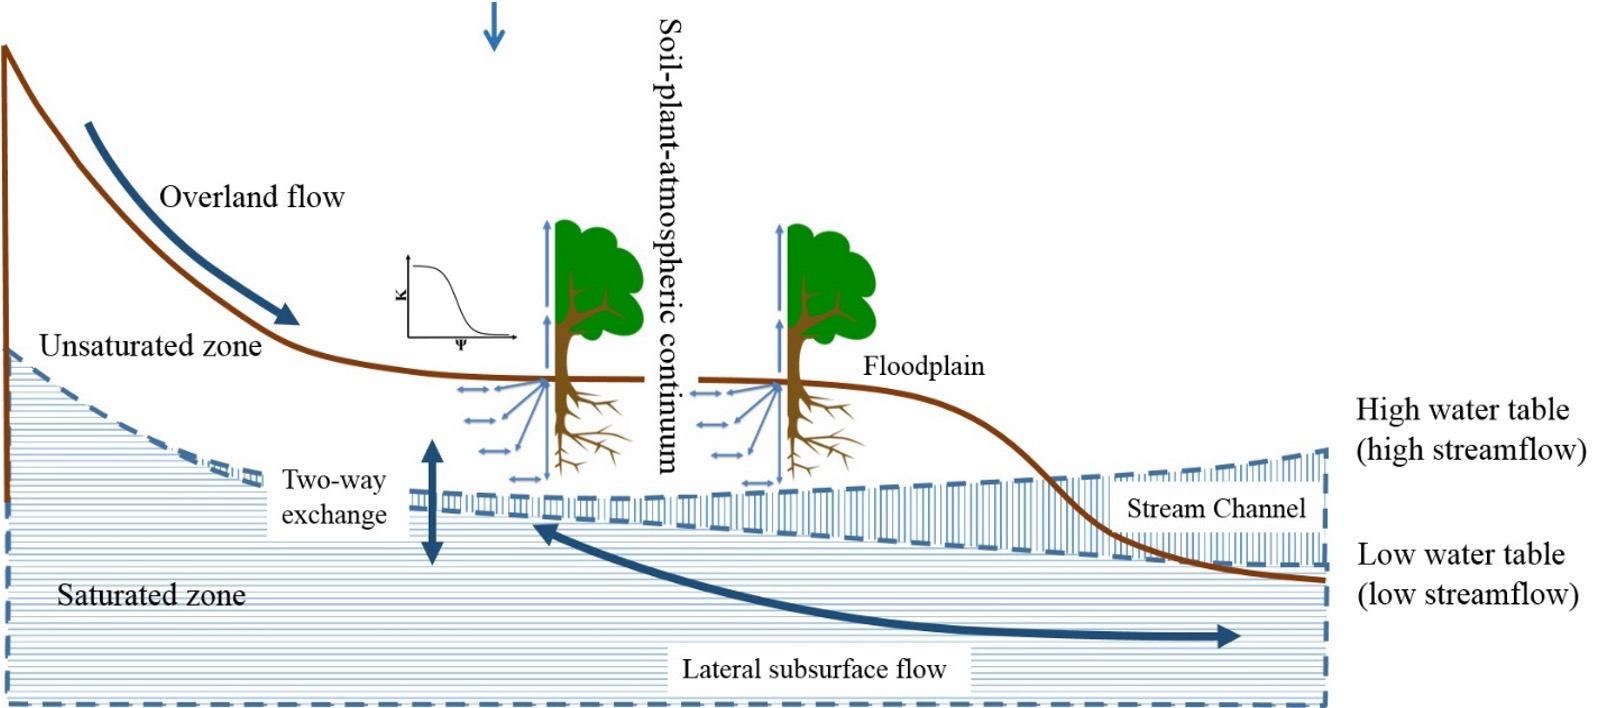 Soil-plant-atmospheric continuum
Overland flow
K
Ψ
Unsaturated zone
Floodplain
High water table
(high streamflow)
Two-way
exchange
Stream Channel
Low water table
(low streamflow)
Saturated zone
Lateral subsurface flow